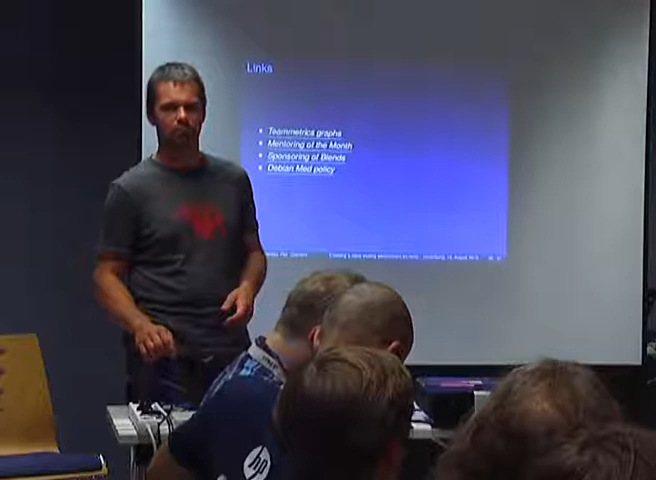 Links
Teammetrics graphs
Mentoring of the Month
Sponsoring of Blends
Debian Med policy
hp